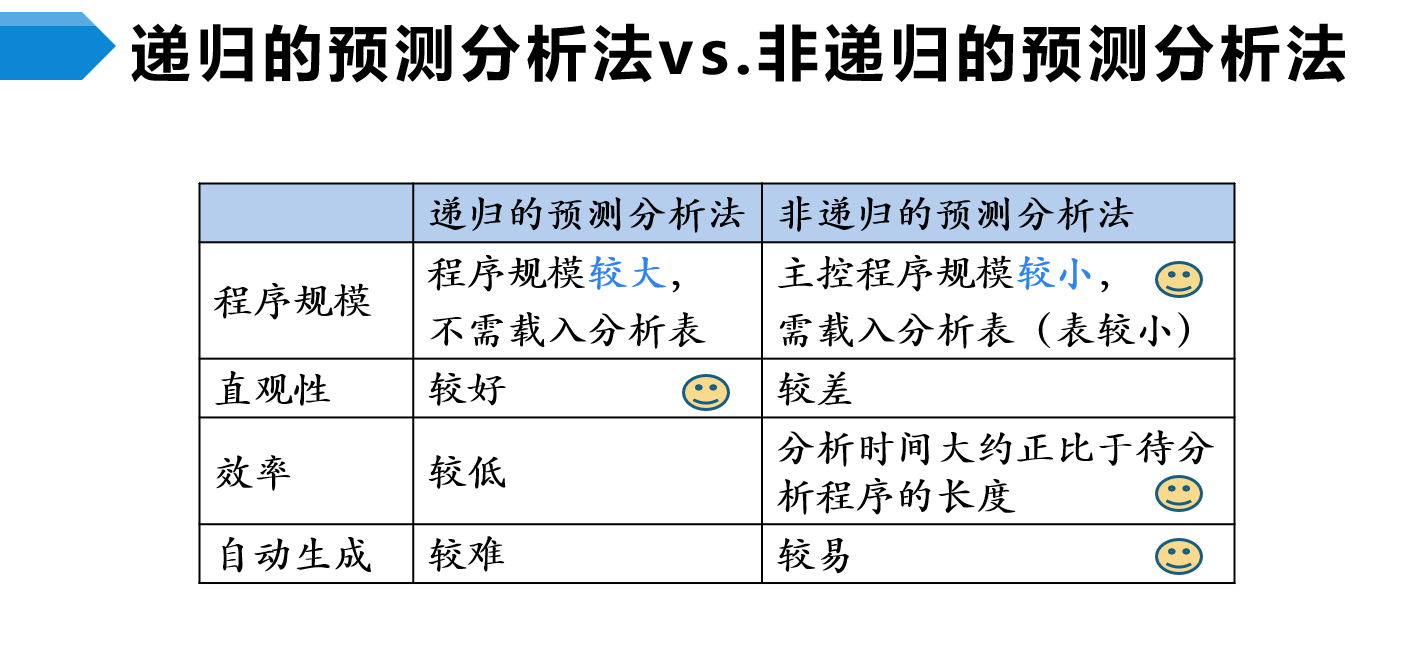 递归的预测分析法vs.非递归的预测分析法
递归的预测分析法 非递归的预测分析法
程序规模
程序规模较大，
不需载入分析表
主控程序规模较小，
需载入分析表（表较小）
直观性 较好 较差
效率 较低
分析时间大约正比于待分
析程序的长度
自动生成 较难 较易